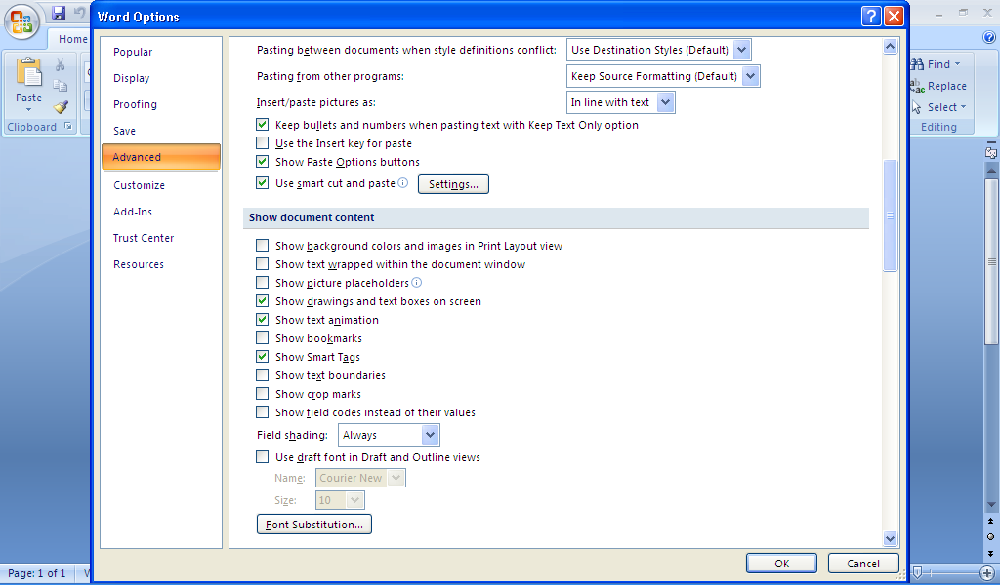 Word Options
Home
Paste
Clipboard
Find
Replace
Select
Editing
Popular
Display
Proofing
Save
Advanced
Customize
Add-Ins
Trust Center
Resources
Pasting between documents when style definitions conflict: Use Destination Styles (Default)
Pasting from other programs: Keep Source Formatting (Default)
Insert/paste pictures as: In line with text
Keep bullets and numbers when pasting text with Keep Text Only option
Use the Insert key for paste
Show Paste Options buttons
Use smart cut and paste Settings...
Show document content
Show background colors and images in Print Layout view
Show text wrapped within the document window
Show picture placeholders
Show drawings and text boxes on screen
Show text animation
Show bookmarks
Show Smart Tags
Show text boundaries
Show crop marks
Show field codes instead of their values
Field shading: Always
Use draft font in Draft and Outline views
Name: Courier New
Size: 10
Font Substitution...
OK Cancel
Page: 1 of 1